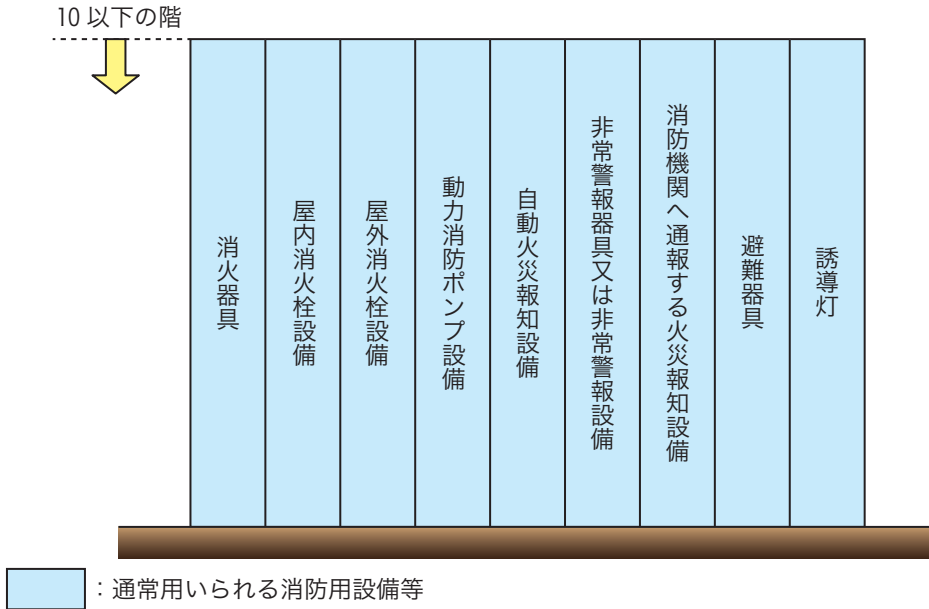 10 以下の階
消火器具
屋内消火栓設備
屋外消火栓設備
動力消防ポンプ設備
自動火災報知設備
非常警報器具又は非常警報設備
消防機関へ通報する火災報知設備
避難器具
誘導灯
：通常用いられる消防用設備等